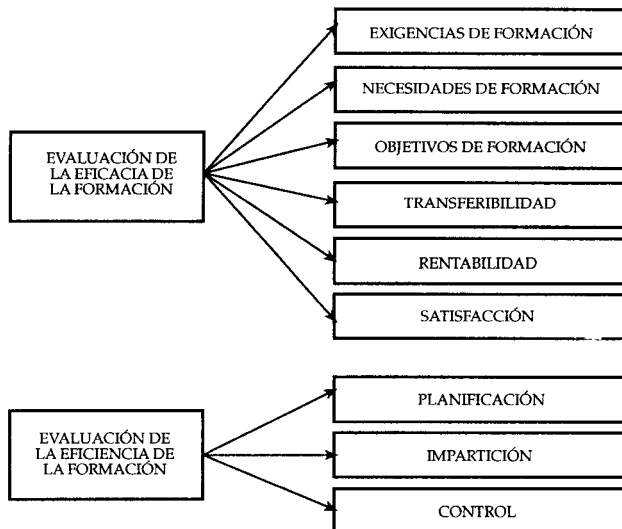 EVALUACIÓN DE
LA EFICACIA DE
LA FORMACIÓN
EXIGENCIAS DE FORMACIÓN
NECESIDADES DE FORMACIÓN
OBJETIVOS DE FORMACIÓN
TRANSFERIBILIDAD
RENTABILIDAD
SATISFACCIÓN
EVALUACIÓN DE
LA EFICIENCIA DE
LA FORMACIÓN
PLANIFICACIÓN
IMPARTICIÓN
CONTROL